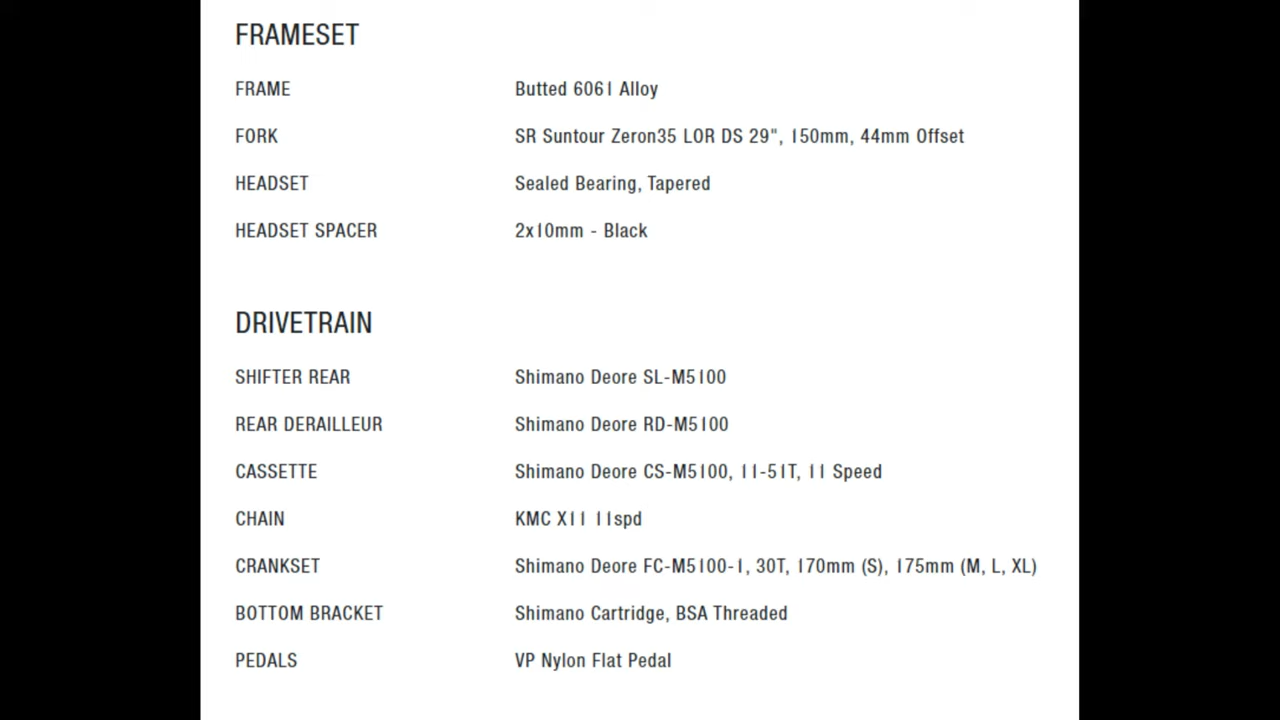 FRAMESET
FRAME Butted 6061 Alloy
FORK SR Suntour Zeron35 LOR DS 29", 150mm, 44mm Offset
HEADSET Sealed Bearing, Tapered
HEADSET SPACER 2x10mm - Black
DRIVETRAIN
SHIFTER REAR Shimano Deore SL-M5100
REAR DERAILLEUR Shimano Deore RD-M5100
CASSETTE Shimano Deore CS-M5100, 11-51T, 11 Speed
CHAIN KMC X11 11spd
CRANKSET Shimano Deore FC-M5100-1, 30T, 170mm (S), 175mm (M, L, XL)
BOTTOM BRACKET Shimano Cartridge, BSA Threaded
PEDALS VP Nylon Flat Pedal